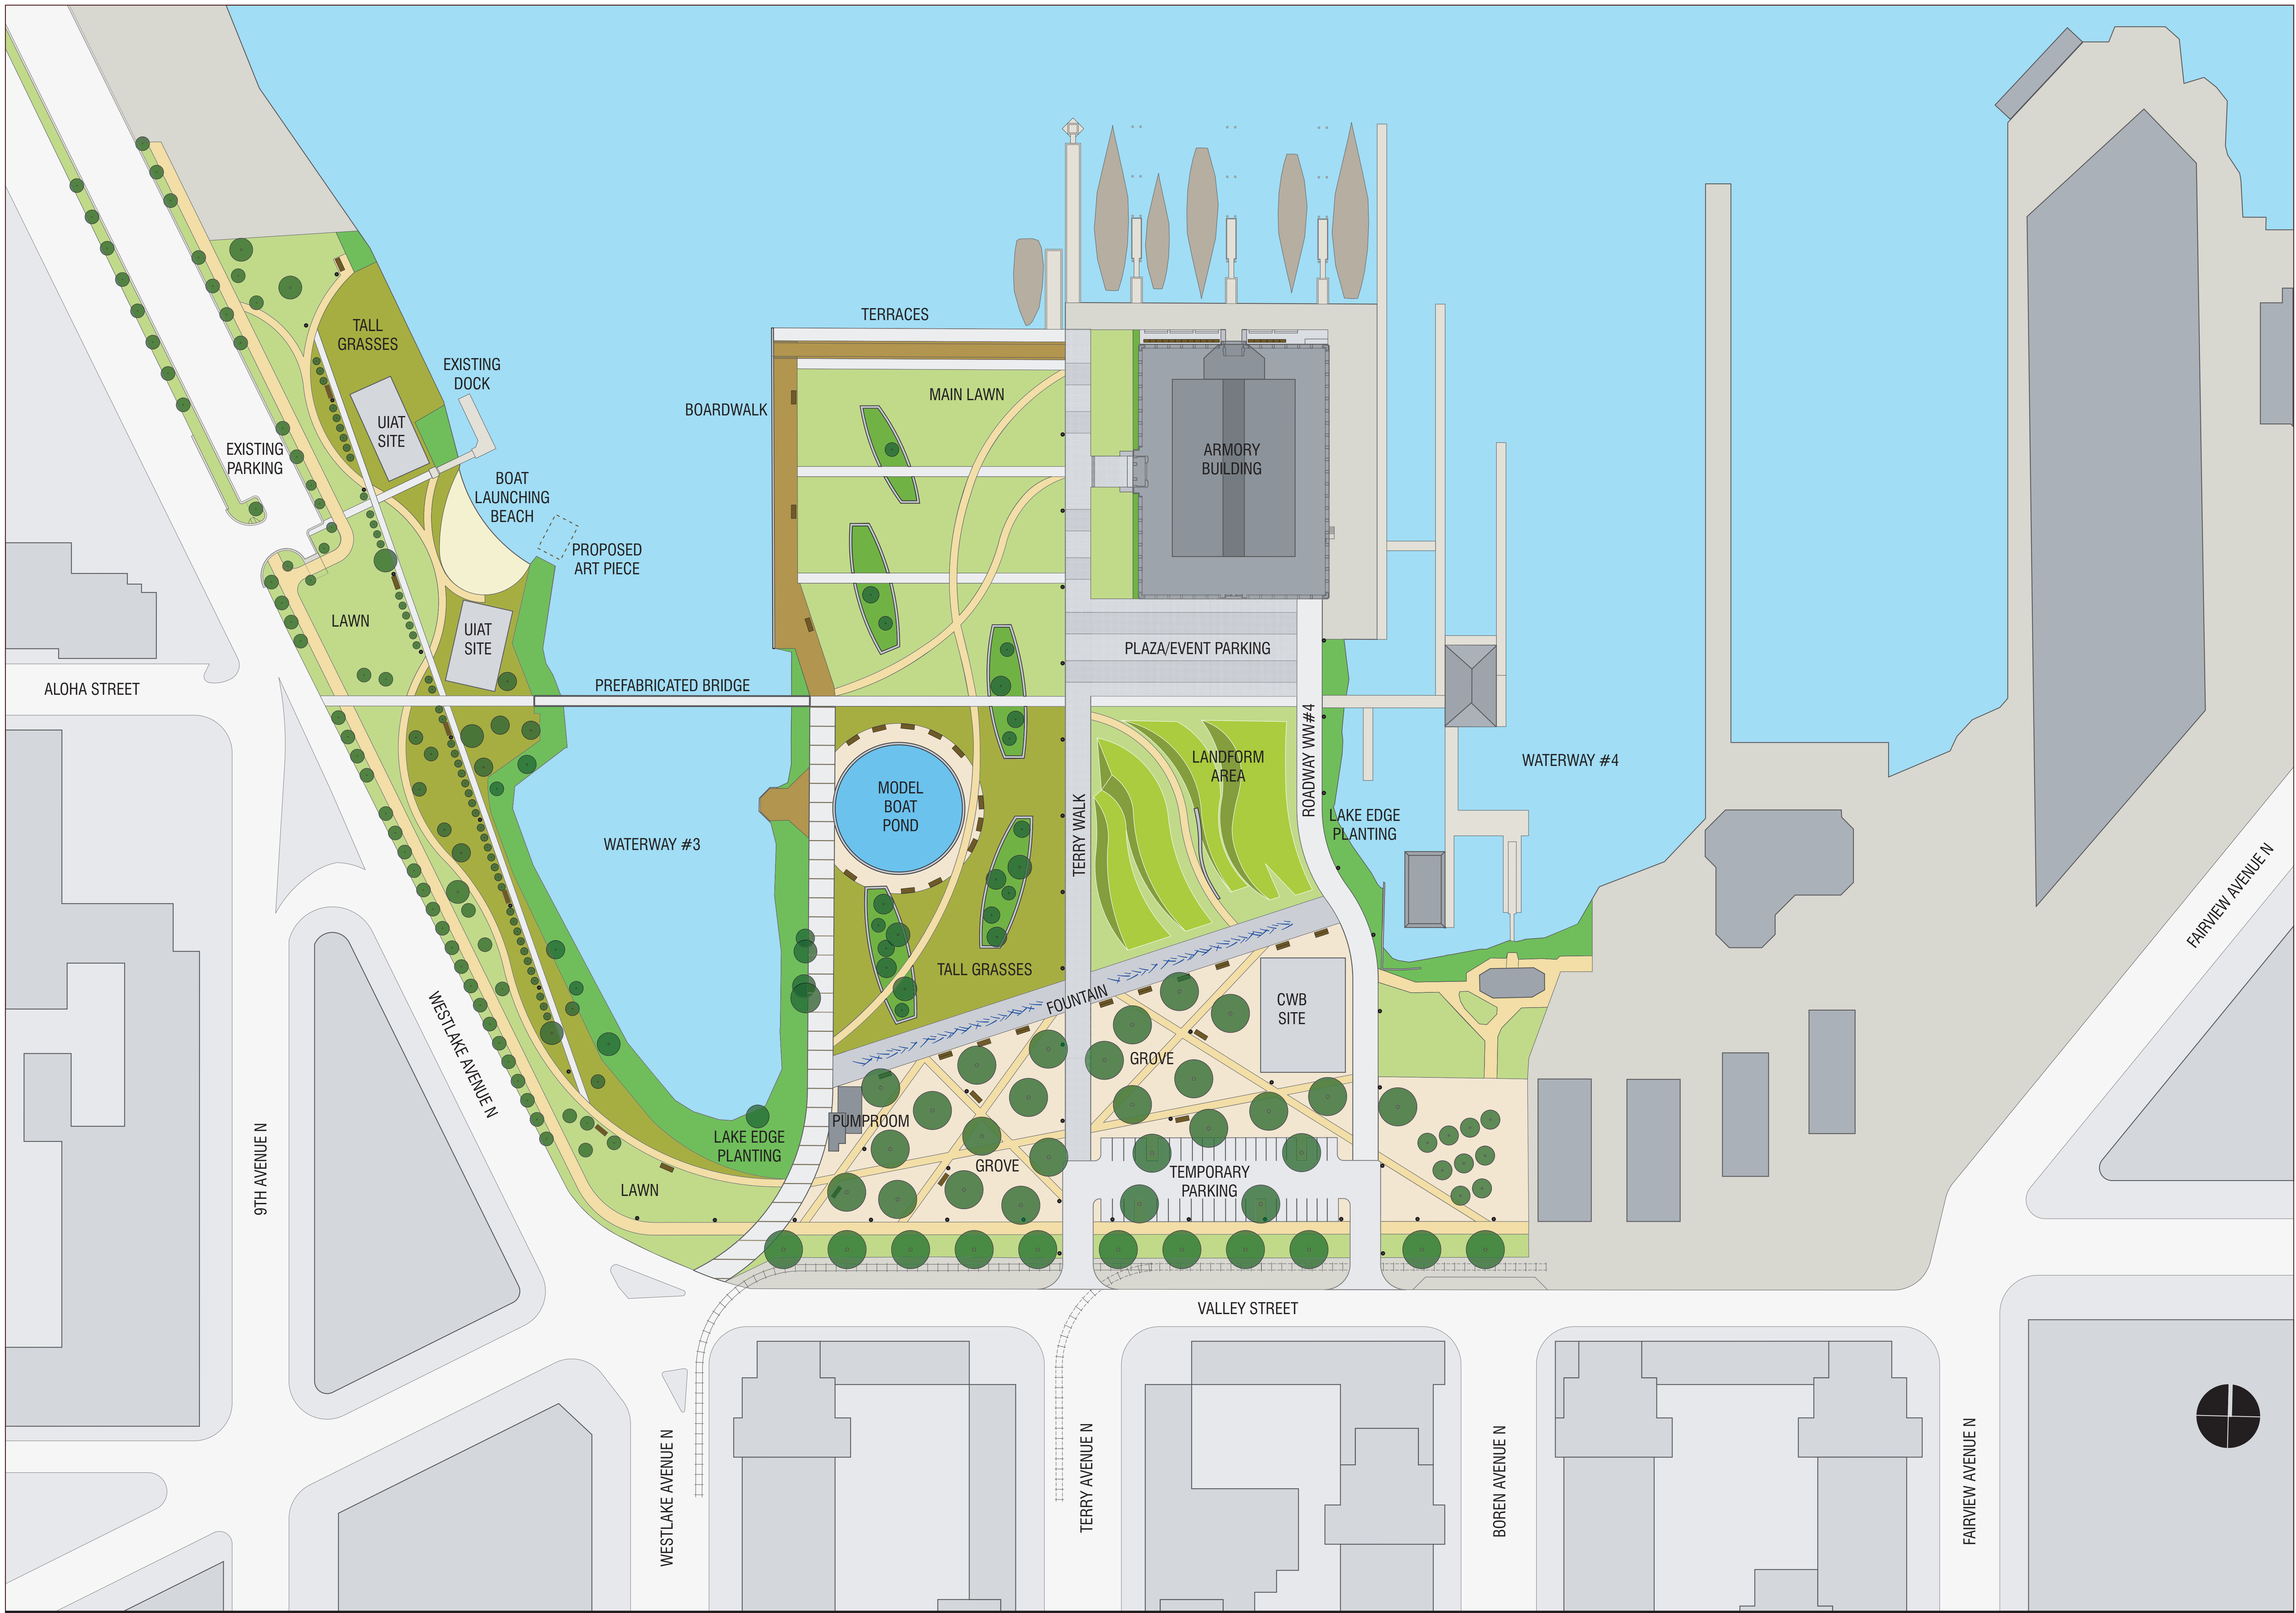 TERRACES
TALL
GRASSES
EXISTING
DOCK
MAIN LAWN
BOARDWALK
UIAT
SITE
EXISTING
PARKING
ARMORY
BUILDING
BOAT
LAUNCHING
BEACH
PROPOSED
ART PIECE
LAWN
UIAT
SITE
PLAZA/EVENT PARKING
ALOHA STREET
PREFABRICATED BRIDGE
ROADWAY WW#4
LANDFORM
AREA
WATERWAY #4
MODEL
BOAT
POND
TERRY WALK
LAKE EDGE
PLANTING
WATERWAY #3
FAIRVIEW AVENUE N
TALL GRASSES
FOUNTAIN
CWB
SITE
WESTLAKE AVENUE N
GROVE
PUMPROOM
LAKE EDGE
PLANTING
9TH AVENUE N
GROVE
TEMPORARY
PARKING
LAWN
VALLEY STREET
WESTLAKE AVENUE N
TERRY AVENUE N
BOREN AVENUE N
FAIRVIEW AVENUE N